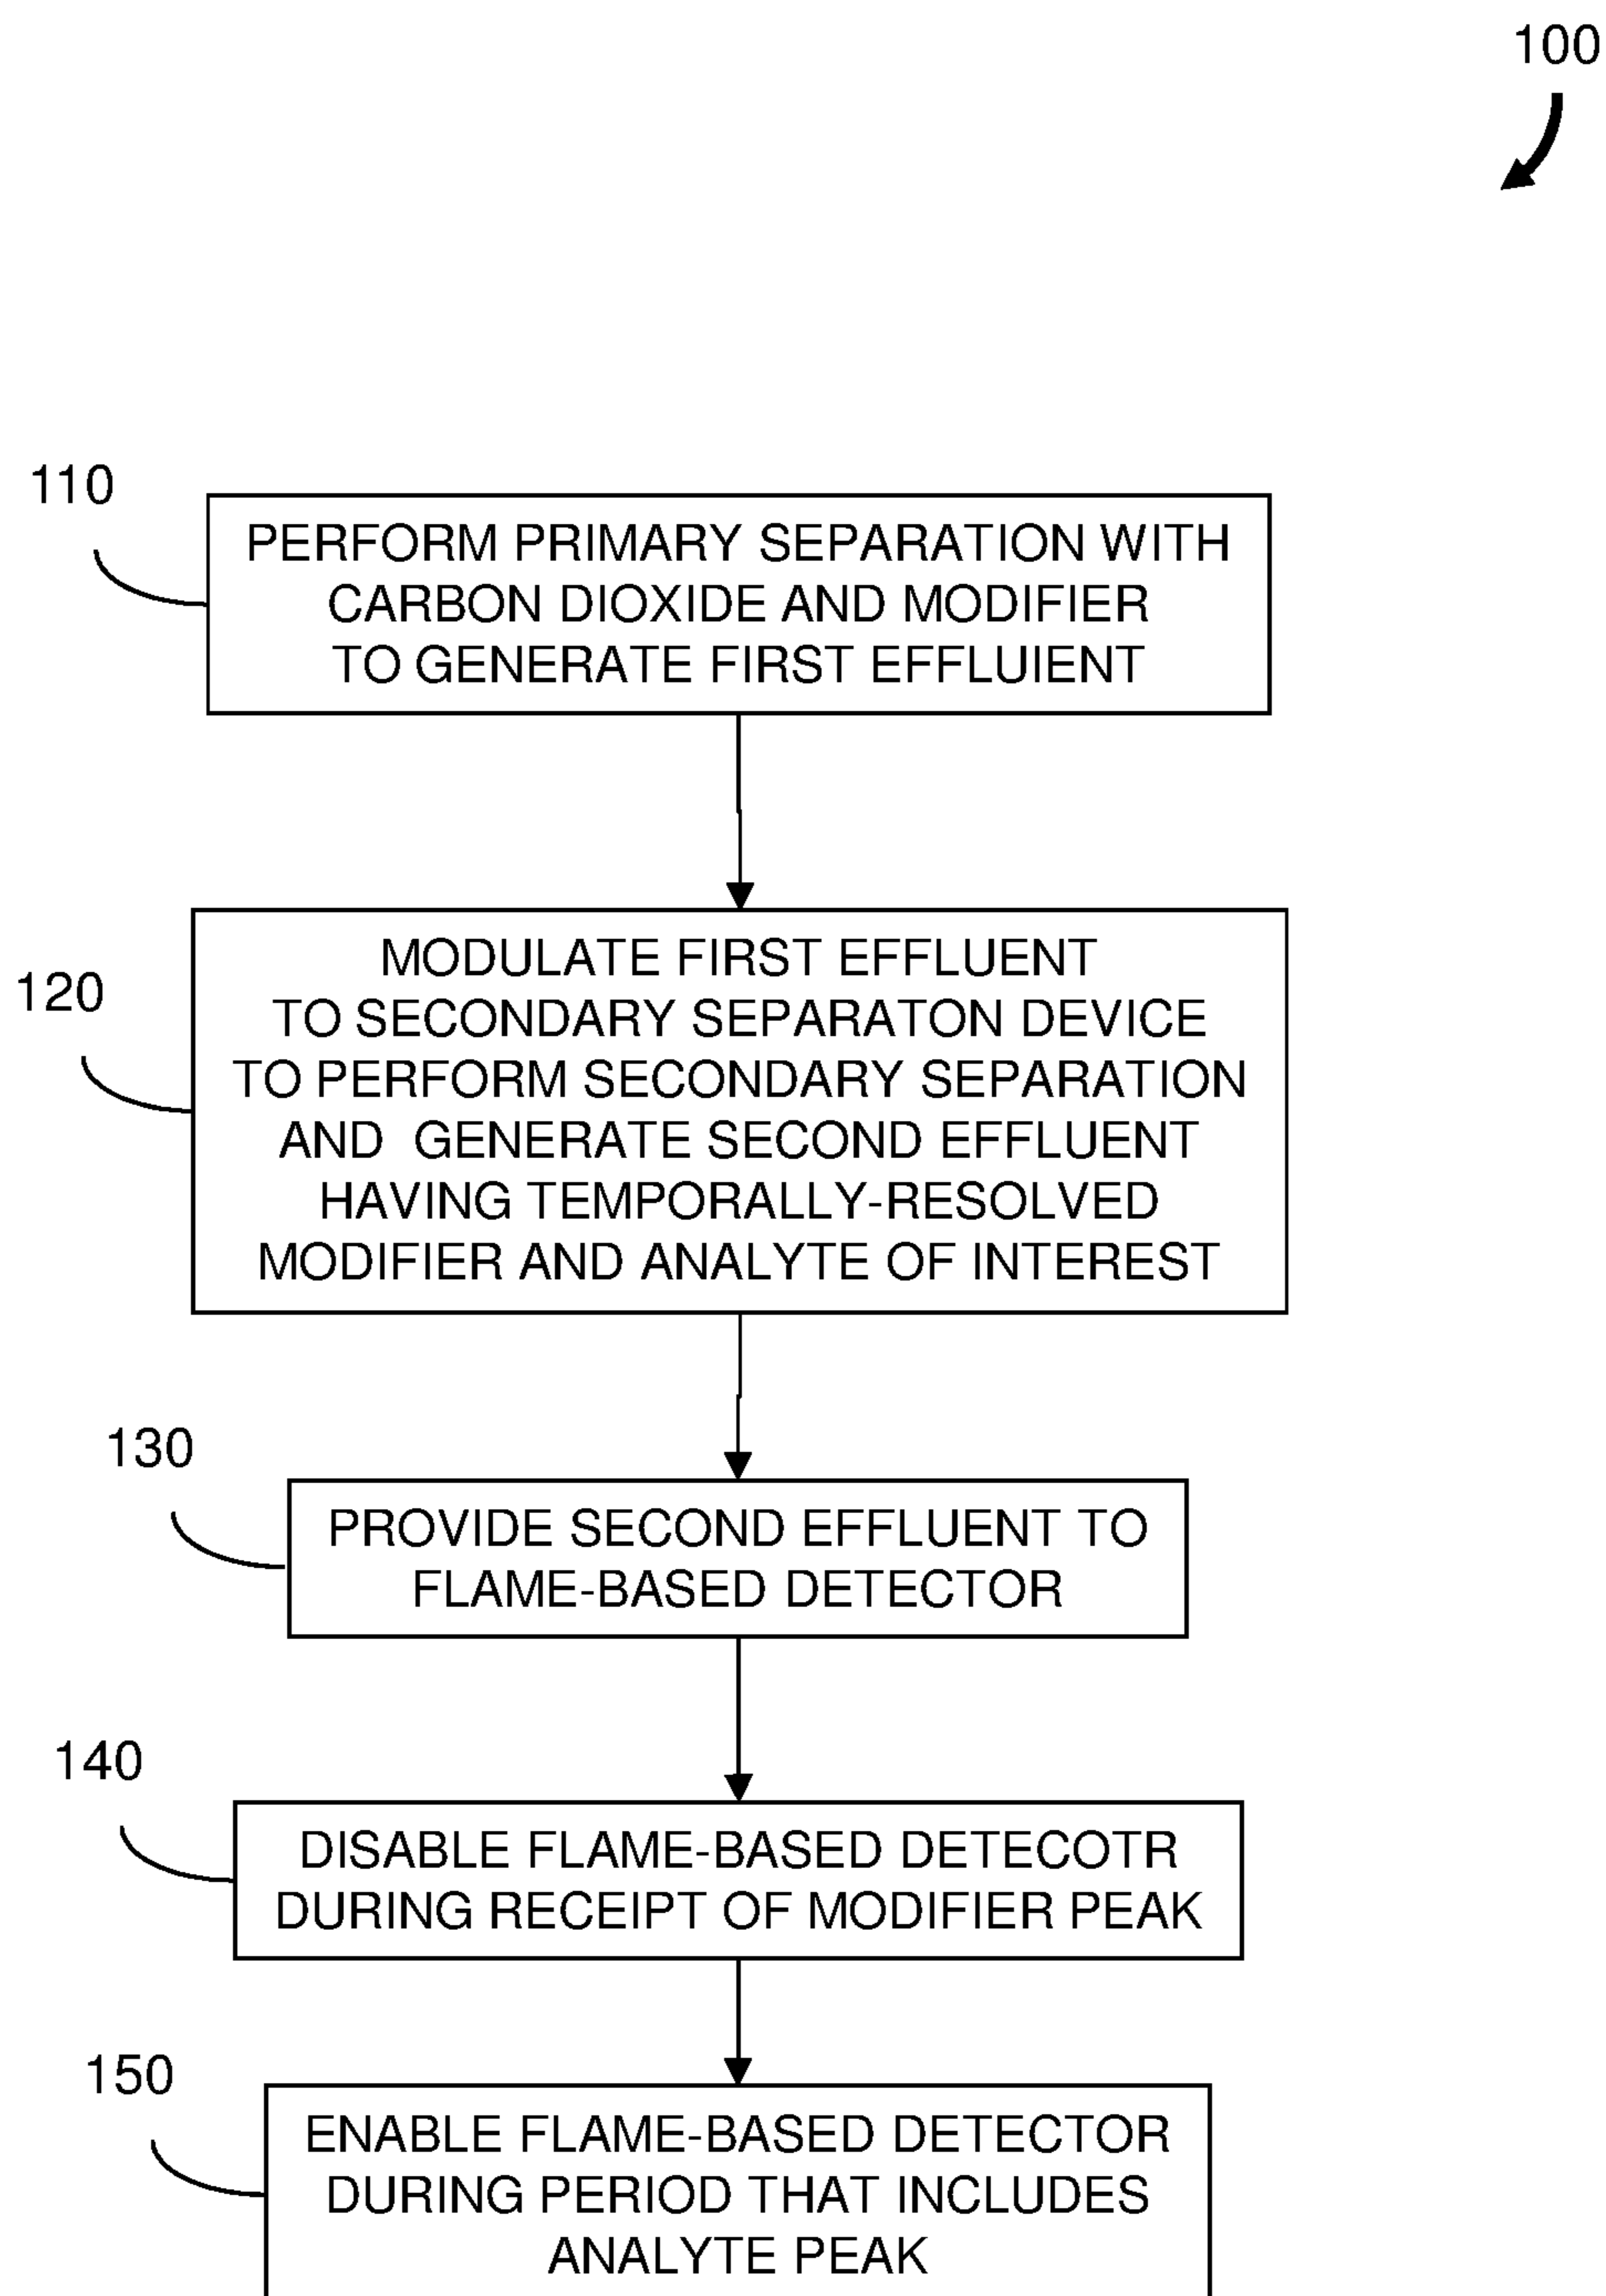 100
110
PERFORM PRIMARY SEPARATION WITH
CARBON DIOXIDE AND MODIFIER
TO GENERATE FIRST EFFLUIENT
120
MODULATE FIRST EFFLUENT
TO SECONDARY SEPARATON DEVICE
TO PERFORM SECONDARY SEPARATION
AND GENERATE SECOND EFFLUENT
HAVING TEMPORALLY-RESOLVED
MODIFIER AND ANALYTE OF INTEREST
130
PROVIDE SECOND EFFLUENT TO
FLAME-BASED DETECTOR
140
DISABLE FLAME-BASED DETECOTR
DURING RECEIPT OF MODIFIER PEAK
150
ENABLE FLAME-BASED DETECTOR
DURING PERIOD THAT INCLUDES
ANALYTE PEAK